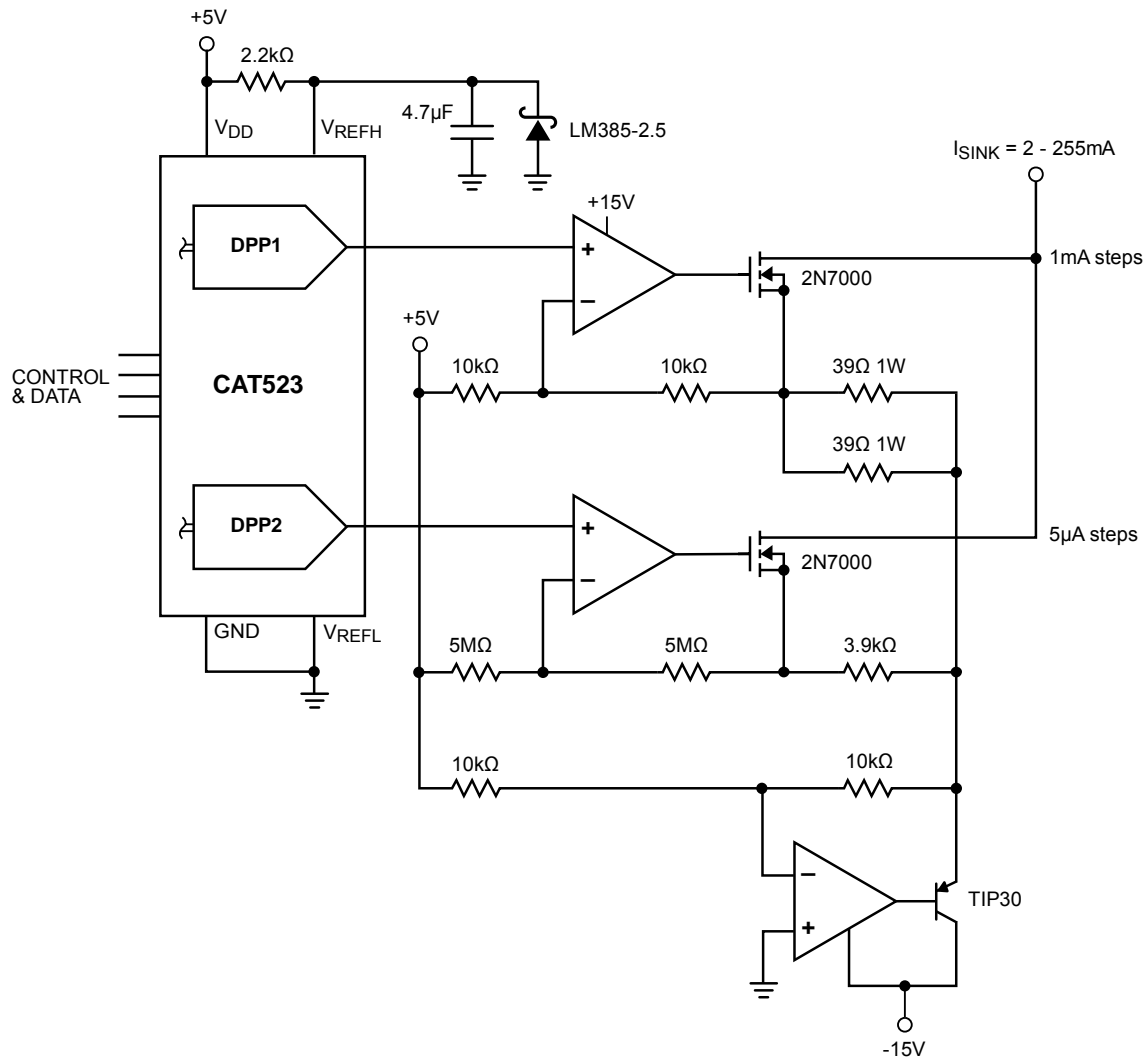 +5V
2.2kΩ
VDD
VREFH
4.7µF
LM385-2.5
ISINK = 2 - 255mA
+15V
DPP1
+
−
2N7000
1mA steps
+5V
10kΩ
10kΩ
39Ω 1W
CONTROL
& DATA
CAT523
39Ω 1W
DPP2
+
−
2N7000
5µA steps
GND
VREFL
5MΩ
5MΩ
3.9kΩ
10kΩ
10kΩ
−
+
TIP30
-15V